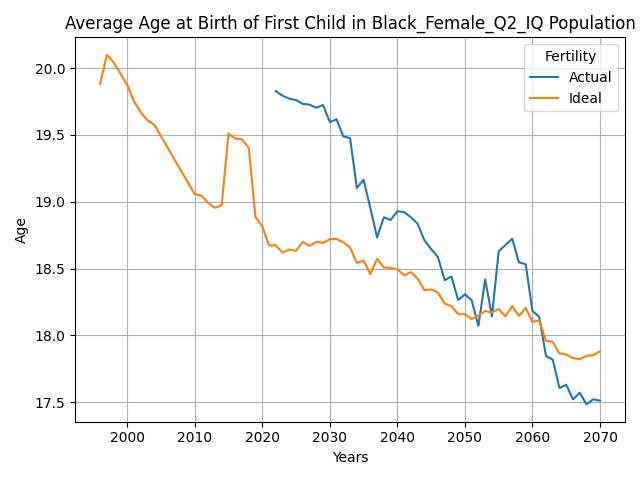 Average Age at Birth of First Child in Black_Female_Q2_IQ Population
Fertility
Actual
Ideal
Age
20.0
19.5
19.0
18.5
18.0
17.5
2000 2010 2020 2030 2040 2050 2060 2070
Years